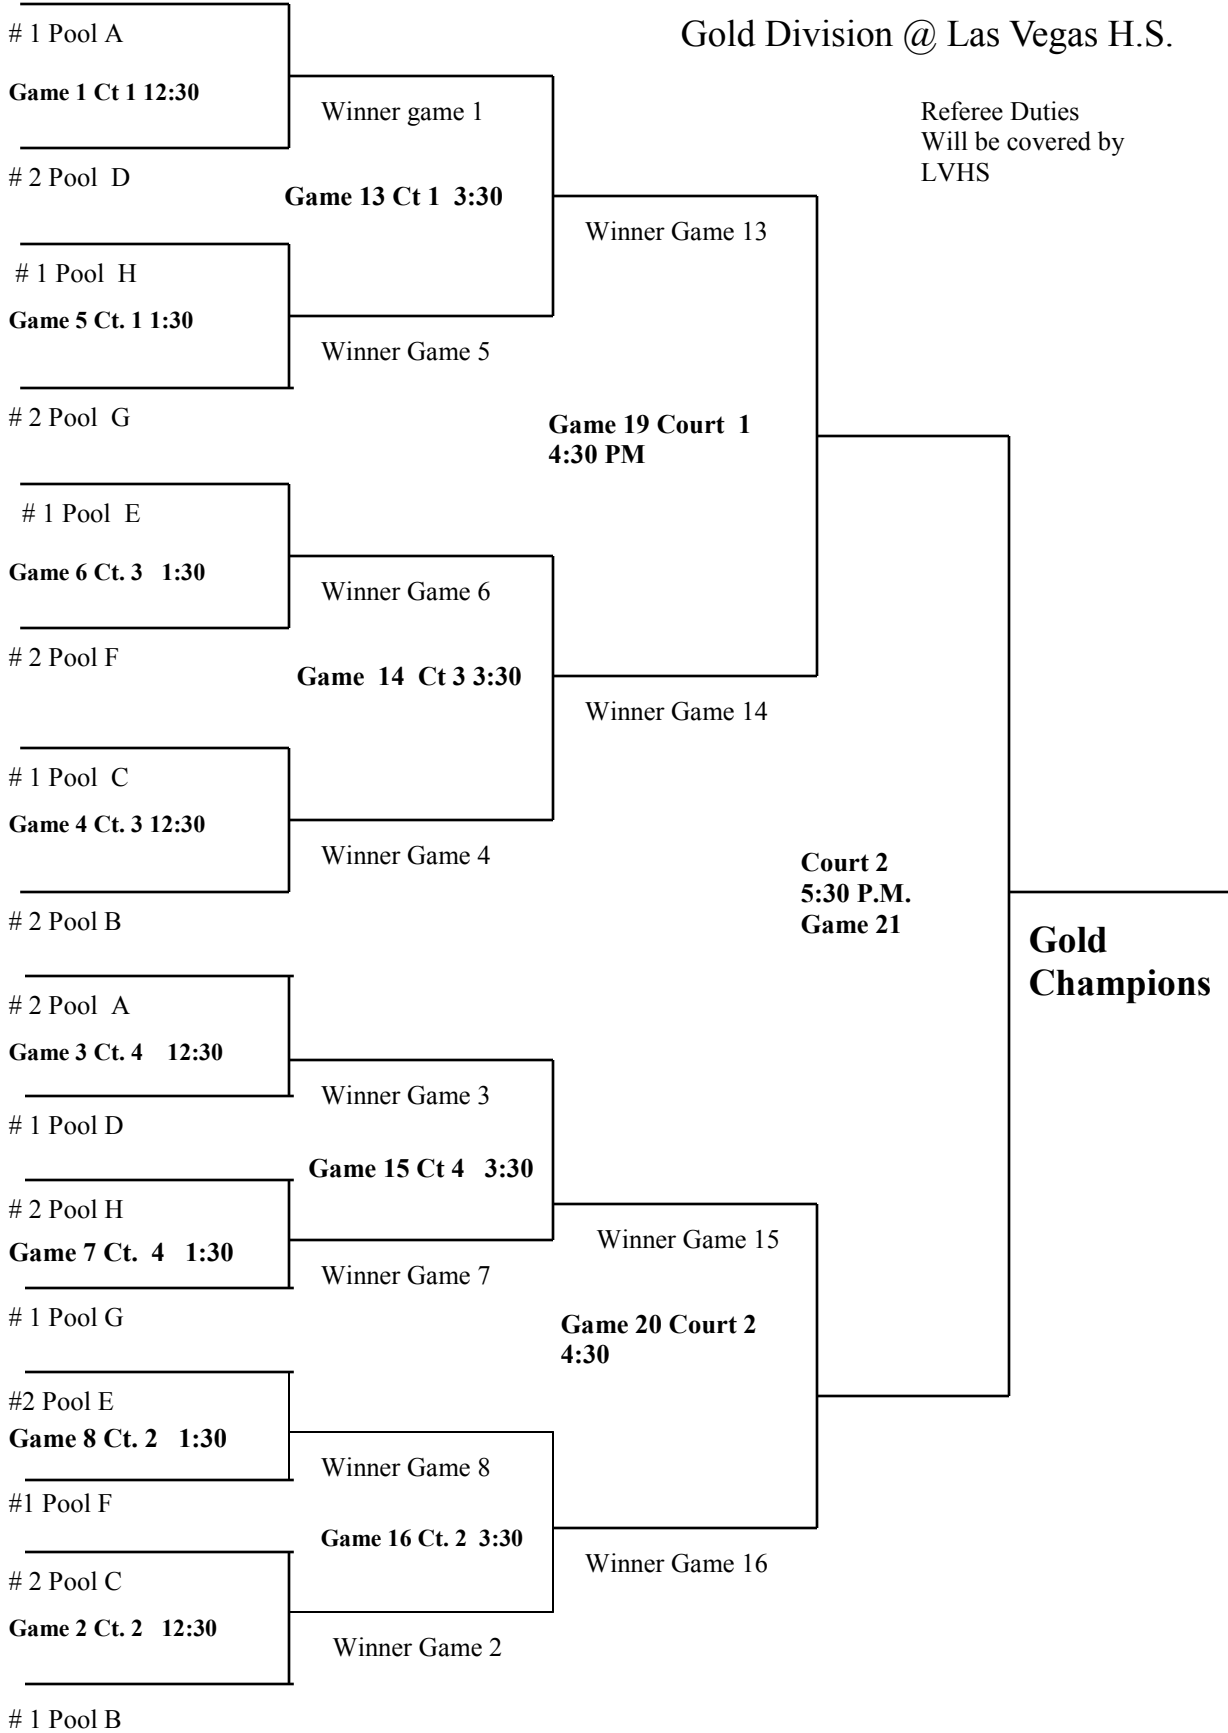 # 1 Pool A
Gold Division @ Las Vegas H.S.
Game 1 Ct 1 12:30
Winner game 1
Referee Duties
Will be covered by
LVHS
# 2 Pool D
Game 13 Ct 1 3:30
Winner Game 13
# 1 Pool H
Game 5 Ct. 1 1:30
Winner Game 5
# 2 Pool G
Game 19 Court 1
4:30 PM
# 1 Pool E
Game 6 Ct. 3 1:30
Winner Game 6
# 2 Pool F
Game 14 Ct 3 3:30
Winner Game 14
# 1 Pool C
Game 4 Ct. 3 12:30
Winner Game 4
# 2 Pool B
Court 2
5:30 P.M.
Game 21
Gold
Champions
# 2 Pool A
Game 3 Ct. 4 12:30
Winner Game 3
# 1 Pool D
Game 15 Ct 4 3:30
# 2 Pool H
Game 7 Ct. 4 1:30
Winner Game 15
Winner Game 7
# 1 Pool G
Game 20 Court 2
4:30
#2 Pool E
Game 8 Ct. 2 1:30
Winner Game 8
#1 Pool F
Game 16 Ct. 2 3:30
Winner Game 16
# 2 Pool C
Game 2 Ct. 2 12:30
Winner Game 2
# 1 Pool B